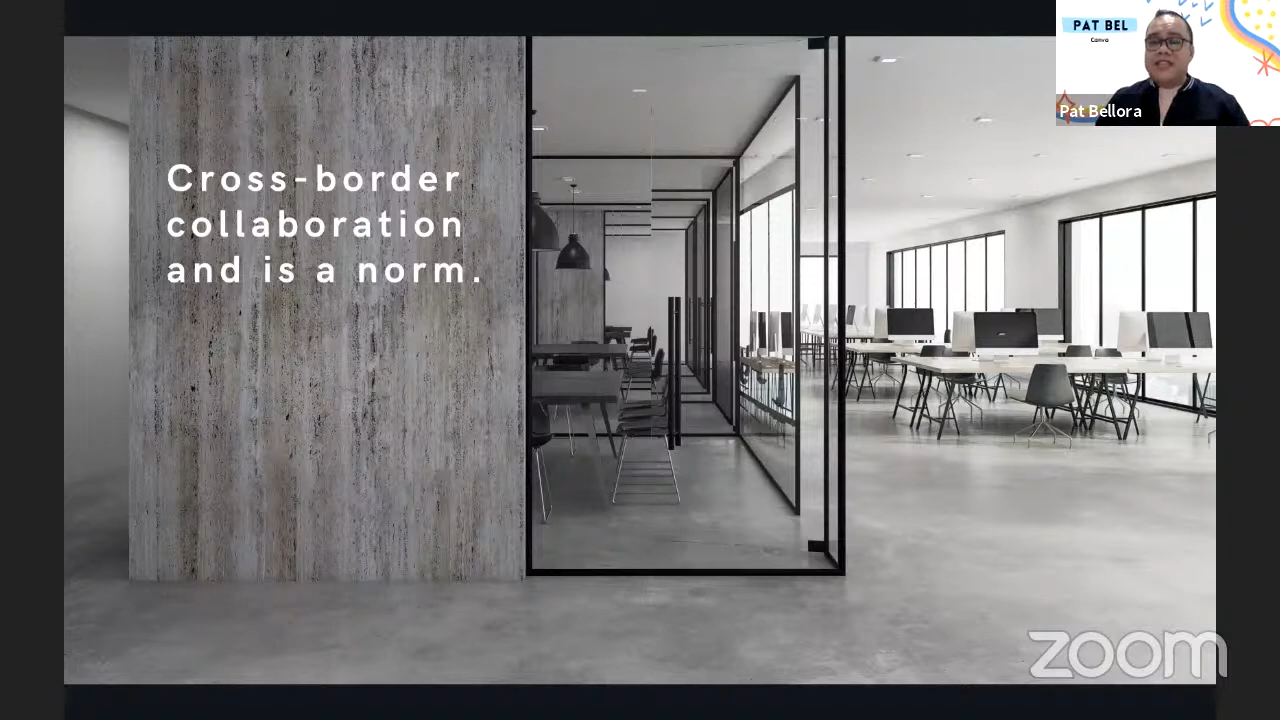 PAT BEL
Canva
Pat Bellora
Cross-border
collaboration
and is a norm.
zoom